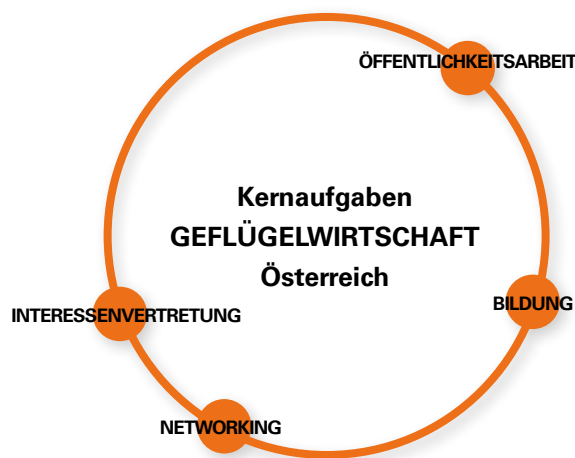 ÖFFENTLICHKEITSARBEIT
Kernaufgaben
GEFLÜGELWIRTSCHAFT
Österreich
BILDUNG
INTERESSENVERTRETUNG
NETWORKING